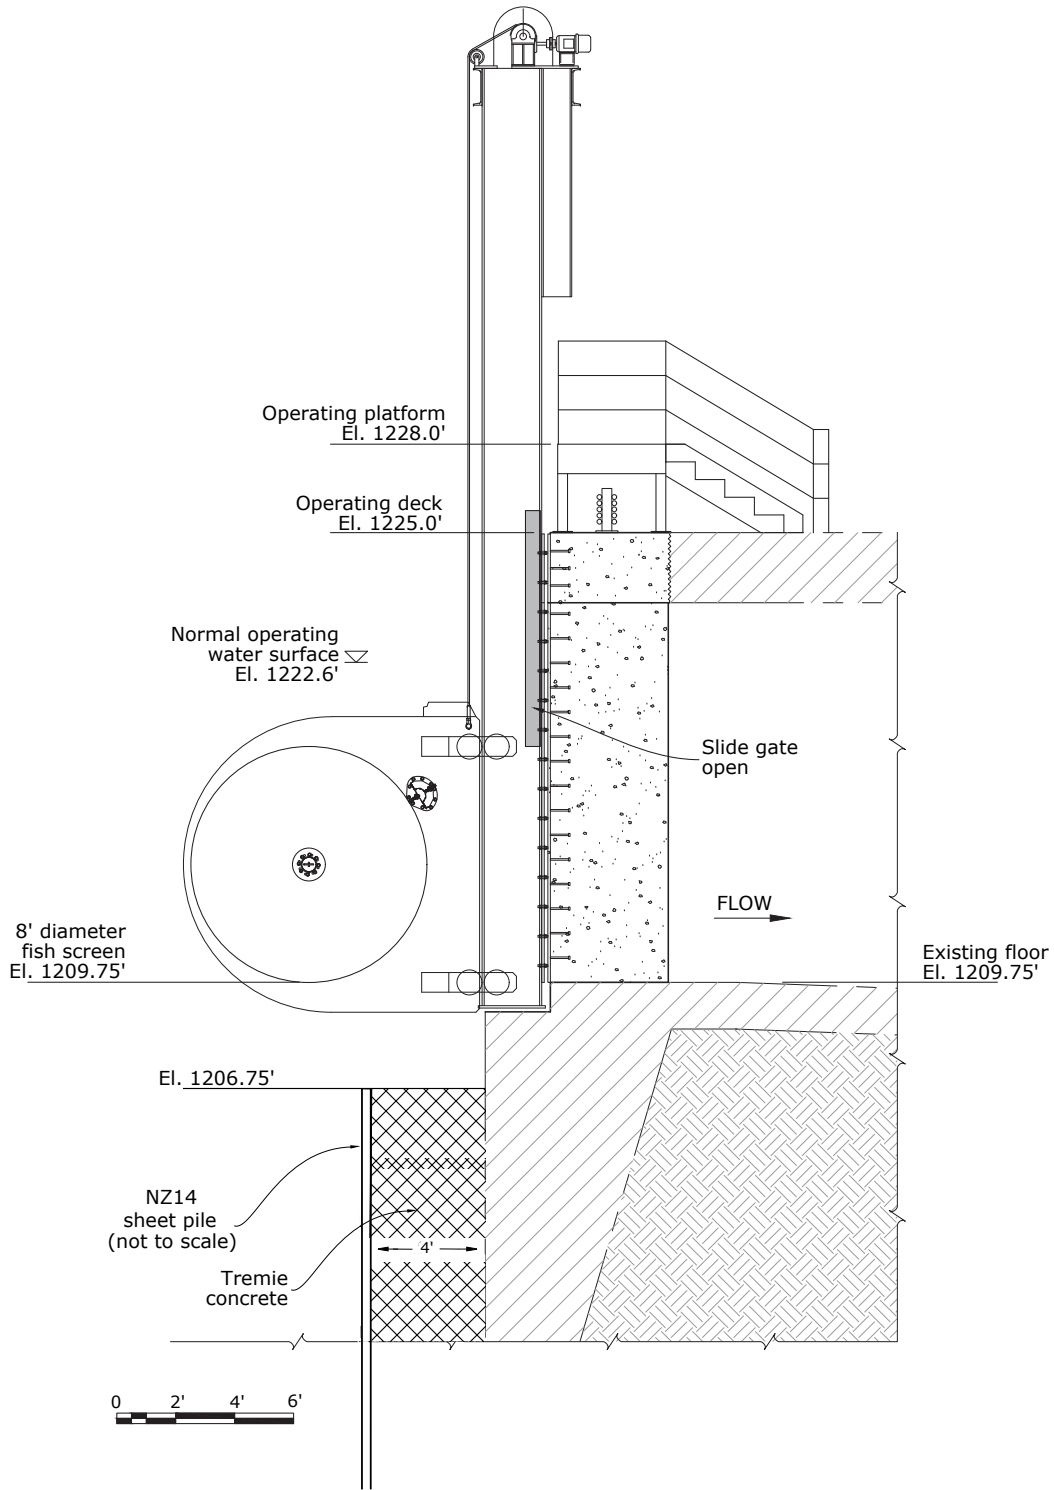 Operating platform
El. 1228.0'
Operating deck
El. 1225.0'
Normal operating
water surface
El. 1222.6'
Slide gate
open
FLOW
8' diameter
fish screen
El. 1209.75'
Existing floor
El. 1209.75'
El. 1206.75'
NZ14
sheet pile
(not to scale)
4'
Tremie
concrete
0 2' 4' 6'